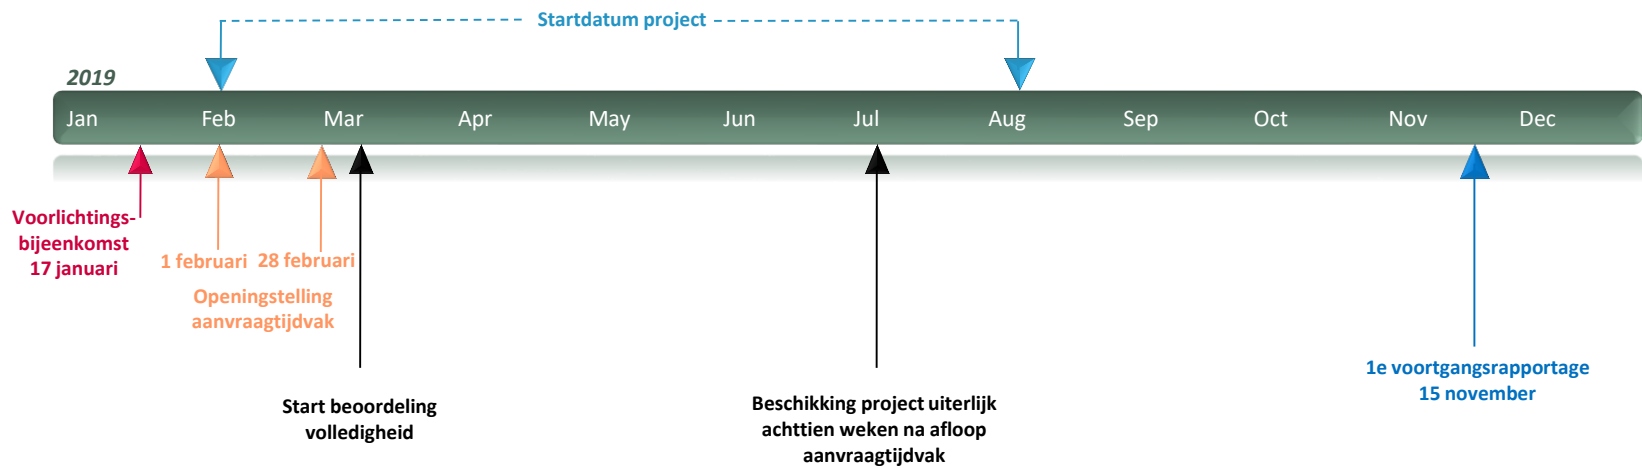 Startdatum project
2019
Jan Feb Mar Apr May Jun Jul Aug Sep Oct Nov Dec
Voorlichtings-
bijeenkomst
17 januari
1 februari 28 februari
Openingstelling
aanvraagtijdvak
Start beoordeling
volledigheid
Beschikking project uiterlijk
achttien weken na afloop
aanvraagtijdvak
1e voortgangsrapportage
15 november